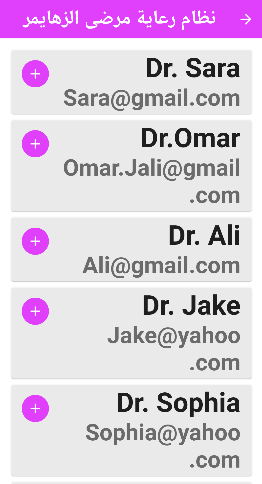 نظام رعاية مرضى الزهايمر
Dr. Sara
Sara@gmail.com
Dr.Omar
Omar.Jali@gmail
.com
Dr. Ali
Ali@gmail.com
Dr. Jake
Jake@yahoo
.com
Dr. Sophia
Sophia@yahoo
.com